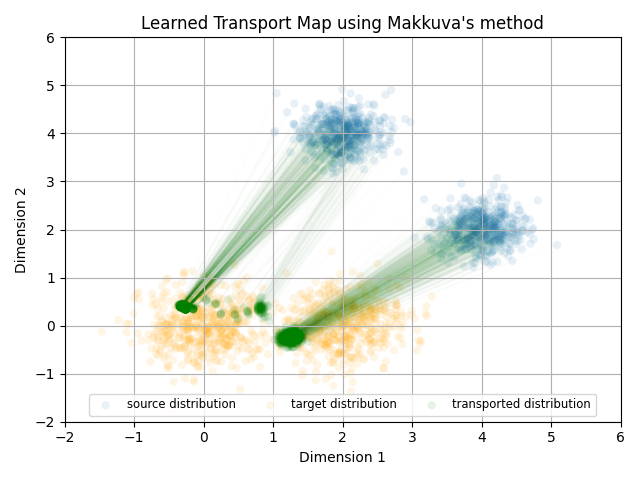 Learned Transport Map using Makkuva's method
6
5
4
3
2
1
0
−1
−2
Dimension 2
source distribution
target distribution
transported distribution
−2 −1 0 1 2 3 4 5 6
Dimension 1